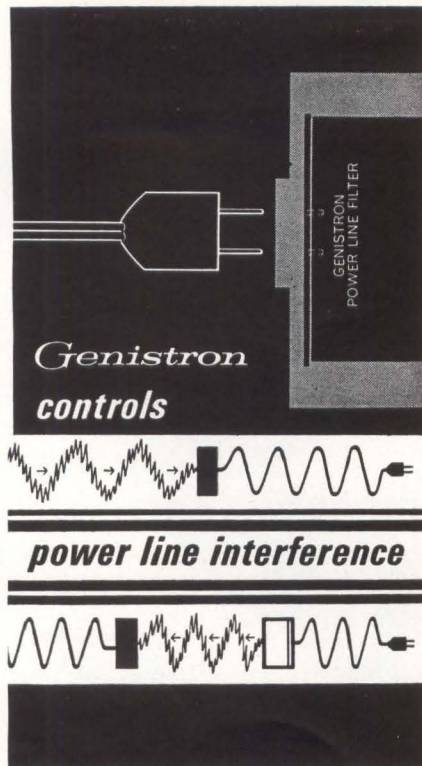 GENISTRON
POWER LINE FILTER
Genistron
controls
power line interference